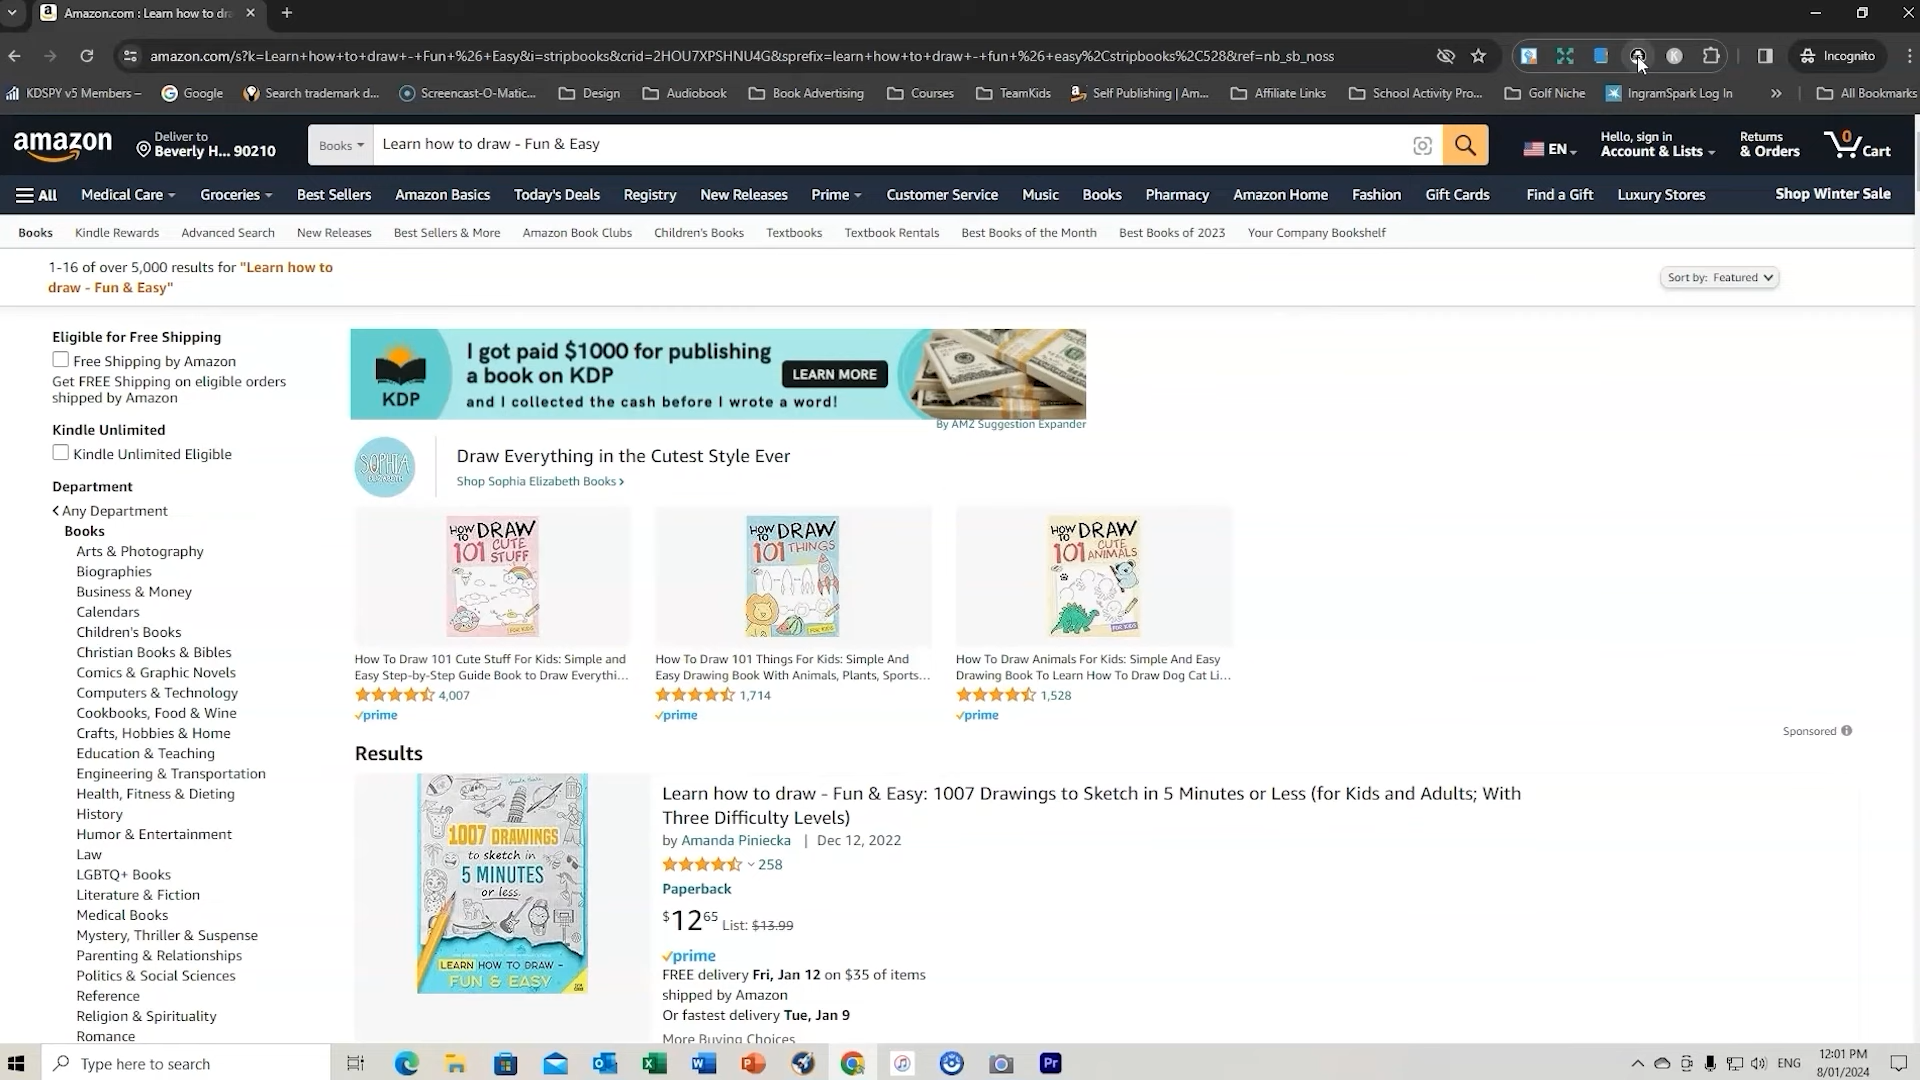 Amazon.com : Learn how to dr
amazon.com/s?k=Learn+how+to+draw+-+Fun+%26+Easy&i=stripbooks&crid=2HOU7XPSHNU4G&sprefix=learn+how+to+draw+-+fun+%26+easy%2Cstripbooks%2C528&ref=nb_sb_noss
Incognito
KDSPY v5 Members –
Google
Search trademark d...
Screencast-O-Matic...
Design
Audiobook
Book Advertising
Courses
TeamKids
Self Publishing | Am...
Affiliate Links
School Activity Pro...
Golf Niche
IngramSpark Log In
»
All Bookmarks
amazon
Deliver to
Beverly H... 90210
Books
Learn how to draw - Fun & Easy
EN
Hello, sign in
Account & Lists
Returns
& Orders
0
Cart
All
Medical Care
Groceries
Best Sellers
Amazon Basics
Today's Deals
Registry
New Releases
Prime
Customer Service
Music
Books
Pharmacy
Amazon Home
Fashion
Gift Cards
Find a Gift
Luxury Stores
Shop Winter Sale
Books
Kindle Rewards
Advanced Search
New Releases
Best Sellers & More
Amazon Book Clubs
Children's Books
Textbooks
Textbook Rentals
Best Books of the Month
Best Books of 2023
Your Company Bookshelf
1-16 of over 5,000 results for "Learn how to
draw - Fun & Easy"
Sort by: Featured
Eligible for Free Shipping
Free Shipping by Amazon
Get FREE Shipping on eligible orders
shipped by Amazon
Kindle Unlimited
Kindle Unlimited Eligible
Department
Any Department
Books
Arts & Photography
Biographies
Business & Money
Calendars
Children's Books
Christian Books & Bibles
Comics & Graphic Novels
Computers & Technology
Cookbooks, Food & Wine
Crafts, Hobbies & Home
Education & Teaching
Engineering & Transportation
Health, Fitness & Dieting
History
Humor & Entertainment
Law
LGBTQ+ Books
Literature & Fiction
Medical Books
Mystery, Thriller & Suspense
Parenting & Relationships
Politics & Social Sciences
Reference
Religion & Spirituality
Romance
KDP
I got paid $1000 for publishing
a book on KDP
and I collected the cash before I wrote a word!
LEARN MORE
By AMZ Suggestion Expander
SOPHIA
ELIZABETH
Draw Everything in the Cutest Style Ever
Shop Sophia Elizabeth Books ›
HOW TO DRAW
101 CUTE STUFF
FOR KIDS
HOW TO DRAW
101 THINGS
FOR KIDS
HOW TO DRAW
101 CUTE ANIMALS
FOR KIDS
How To Draw 101 Cute Stuff For Kids: Simple and
Easy Step-by-Step Guide Book to Draw Everythi...
4,007
prime
How To Draw 101 Things For Kids: Simple And
Easy Drawing Book With Animals, Plants, Sports...
1,714
prime
How To Draw Animals For Kids: Simple And Easy
Drawing Book To Learn How To Draw Dog Cat Li...
1,528
prime
Sponsored
Results
1007 DRAWINGS
to sketch in
5 MINUTES
or less.
LEARN HOW TO DRAW -
FUN & EASY
Learn how to draw - Fun & Easy: 1007 Drawings to Sketch in 5 Minutes or Less (for Kids and Adults; With
Three Difficulty Levels)
by Amanda Piniecka | Dec 12, 2022
258
Paperback
$12.65 List: $13.99
prime
FREE delivery Fri, Jan 12 on $35 of items
shipped by Amazon
Or fastest delivery Tue, Jan 9
More Buying Choices
Type here to search
Pr
ENG
12:01 PM
8/01/2024